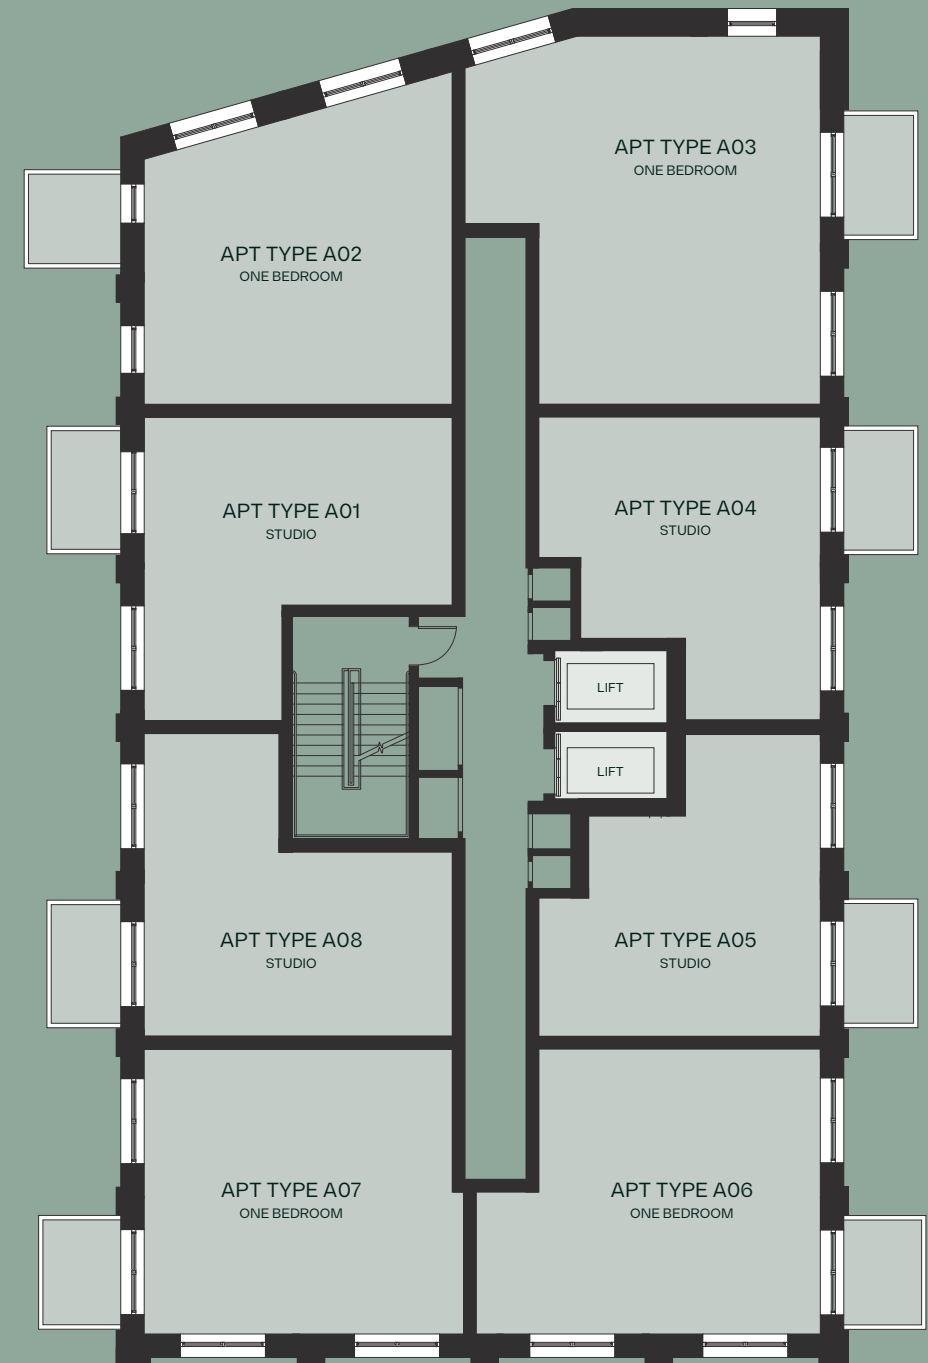 APT TYPE A03
ONE BEDROOM
APT TYPE A02
ONE BEDROOM
APT TYPE A01
STUDIO
APT TYPE A04
STUDIO
LIFT
LIFT
APT TYPE A08
STUDIO
APT TYPE A05
STUDIO
APT TYPE A07
ONE BEDROOM
APT TYPE A06
ONE BEDROOM